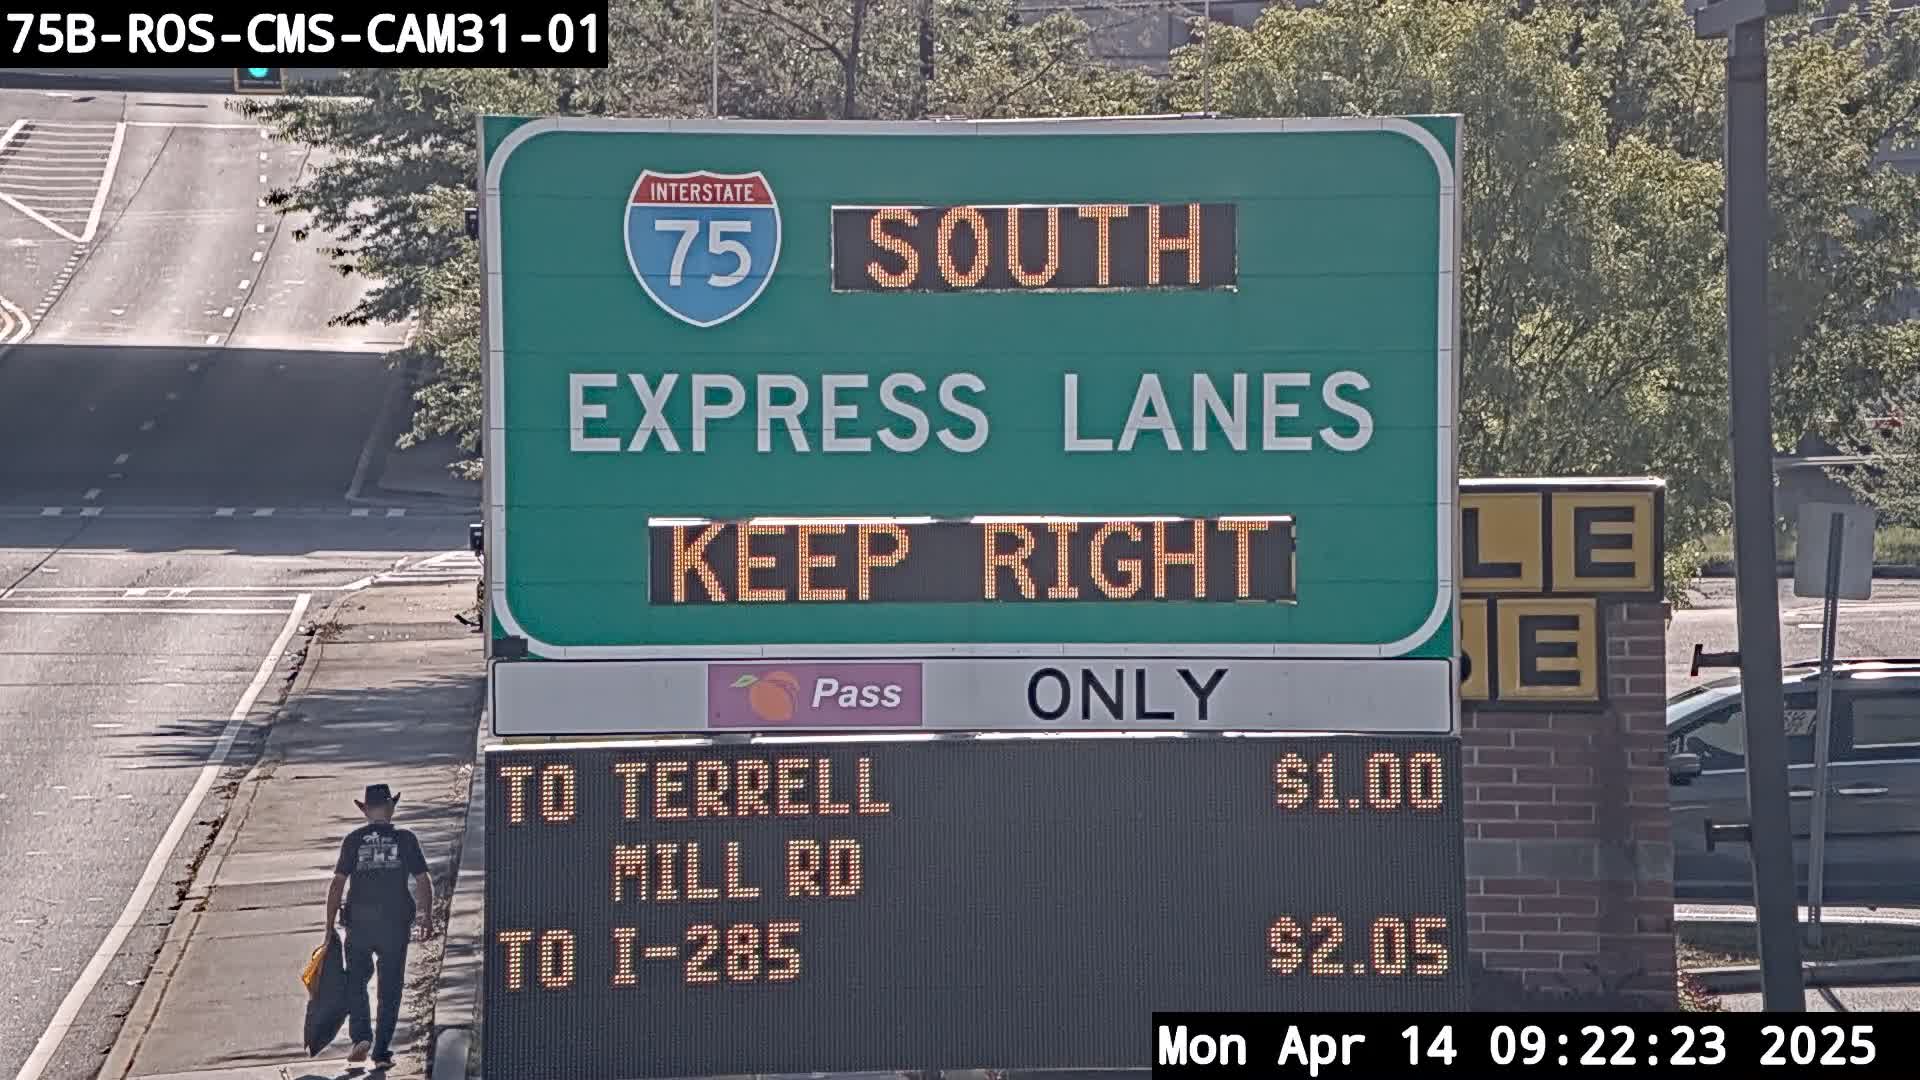 75B-ROS-CMS-CAM31-01
INTERSTATE
75
SOUTH
EXPRESS LANES
KEEP RIGHT
Pass ONLY
LE
E
TO TERRELL $1.00
MILL RD
TO I-285 $2.05
Mon Apr 14 09:22:23 2025